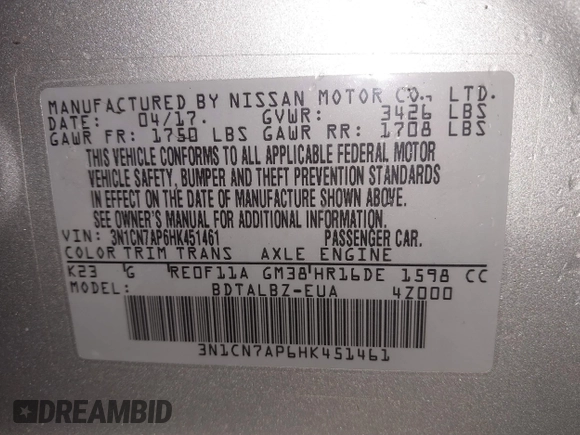 MANUFACTURED BY NISSAN MOTOR CO., LTD.
DATE: 04/17. GVWR: 3426 LBS
GAWR FR: 1750 LBS GAWR RR: 1708 LBS
THIS VEHICLE CONFORMS TO ALL APPLICABLE FEDERAL MOTOR
VEHICLE SAFETY, BUMPER AND THEFT PREVENTION STANDARDS
IN EFFECT ON THE DATE OF MANUFACTURE SHOWN ABOVE.
SEE OWNER'S MANUAL FOR ADDITIONAL INFORMATION.
VIN: 3N1CN7AP6HK451461 PASSENGER CAR.
COLOR TRIM TRANS AXLE ENGINE
K23 G RE0F11A GM38 HR16DE 1598 CC
MODEL: BDTALBZ-EUA 4Z000
3N1CN7AP6HK451461
DREAMBID